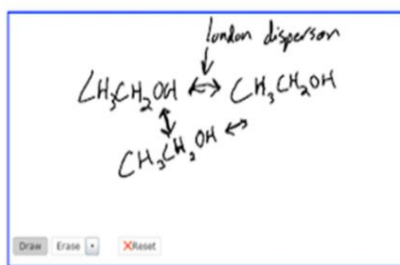 london disperson
CH₃CH₂OH ↔ CH₃CH₂OH
CH₃CH₂OH ↔
Draw Erase Reset